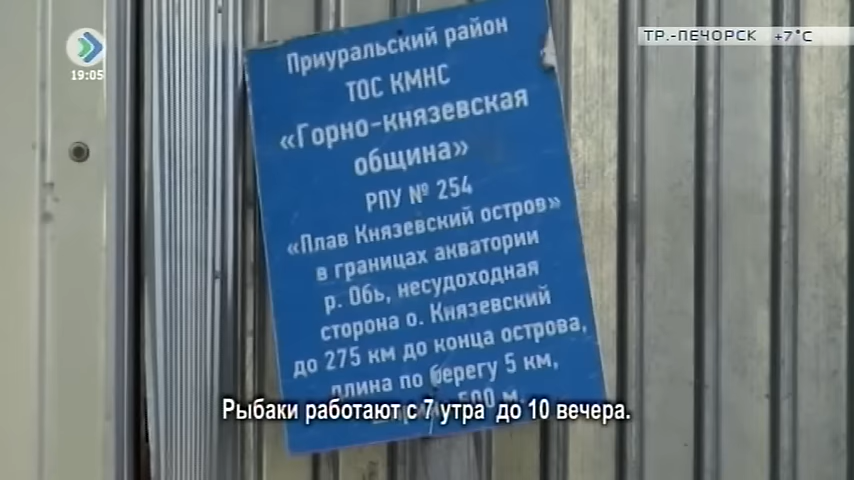 19:05
ТР.-ПЕЧОРСК +7°C
Приуральский район
ТОС КМНС
«Горно-князевская
община»
РПУ № 254
«Плав Князевский остров»
в границах акватории
р. Обь, несудоходная
сторона о. Князевский
до 275 км до конца острова,
длина по берегу 5 км,
500 м.
Рыбаки работают с 7 утра до 10 вечера.